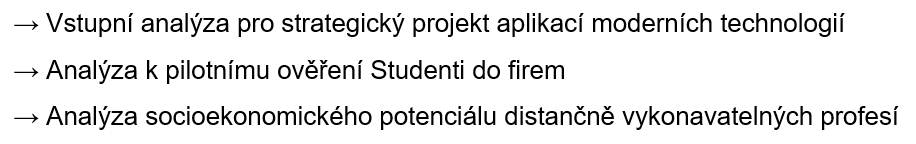 → Vstupní analýza pro strategický projekt aplikací moderních technologií
→ Analýza k pilotnímu ověření Studenti do firem
→ Analýza socioekonomického potenciálu distančně vykonavatelných profesí